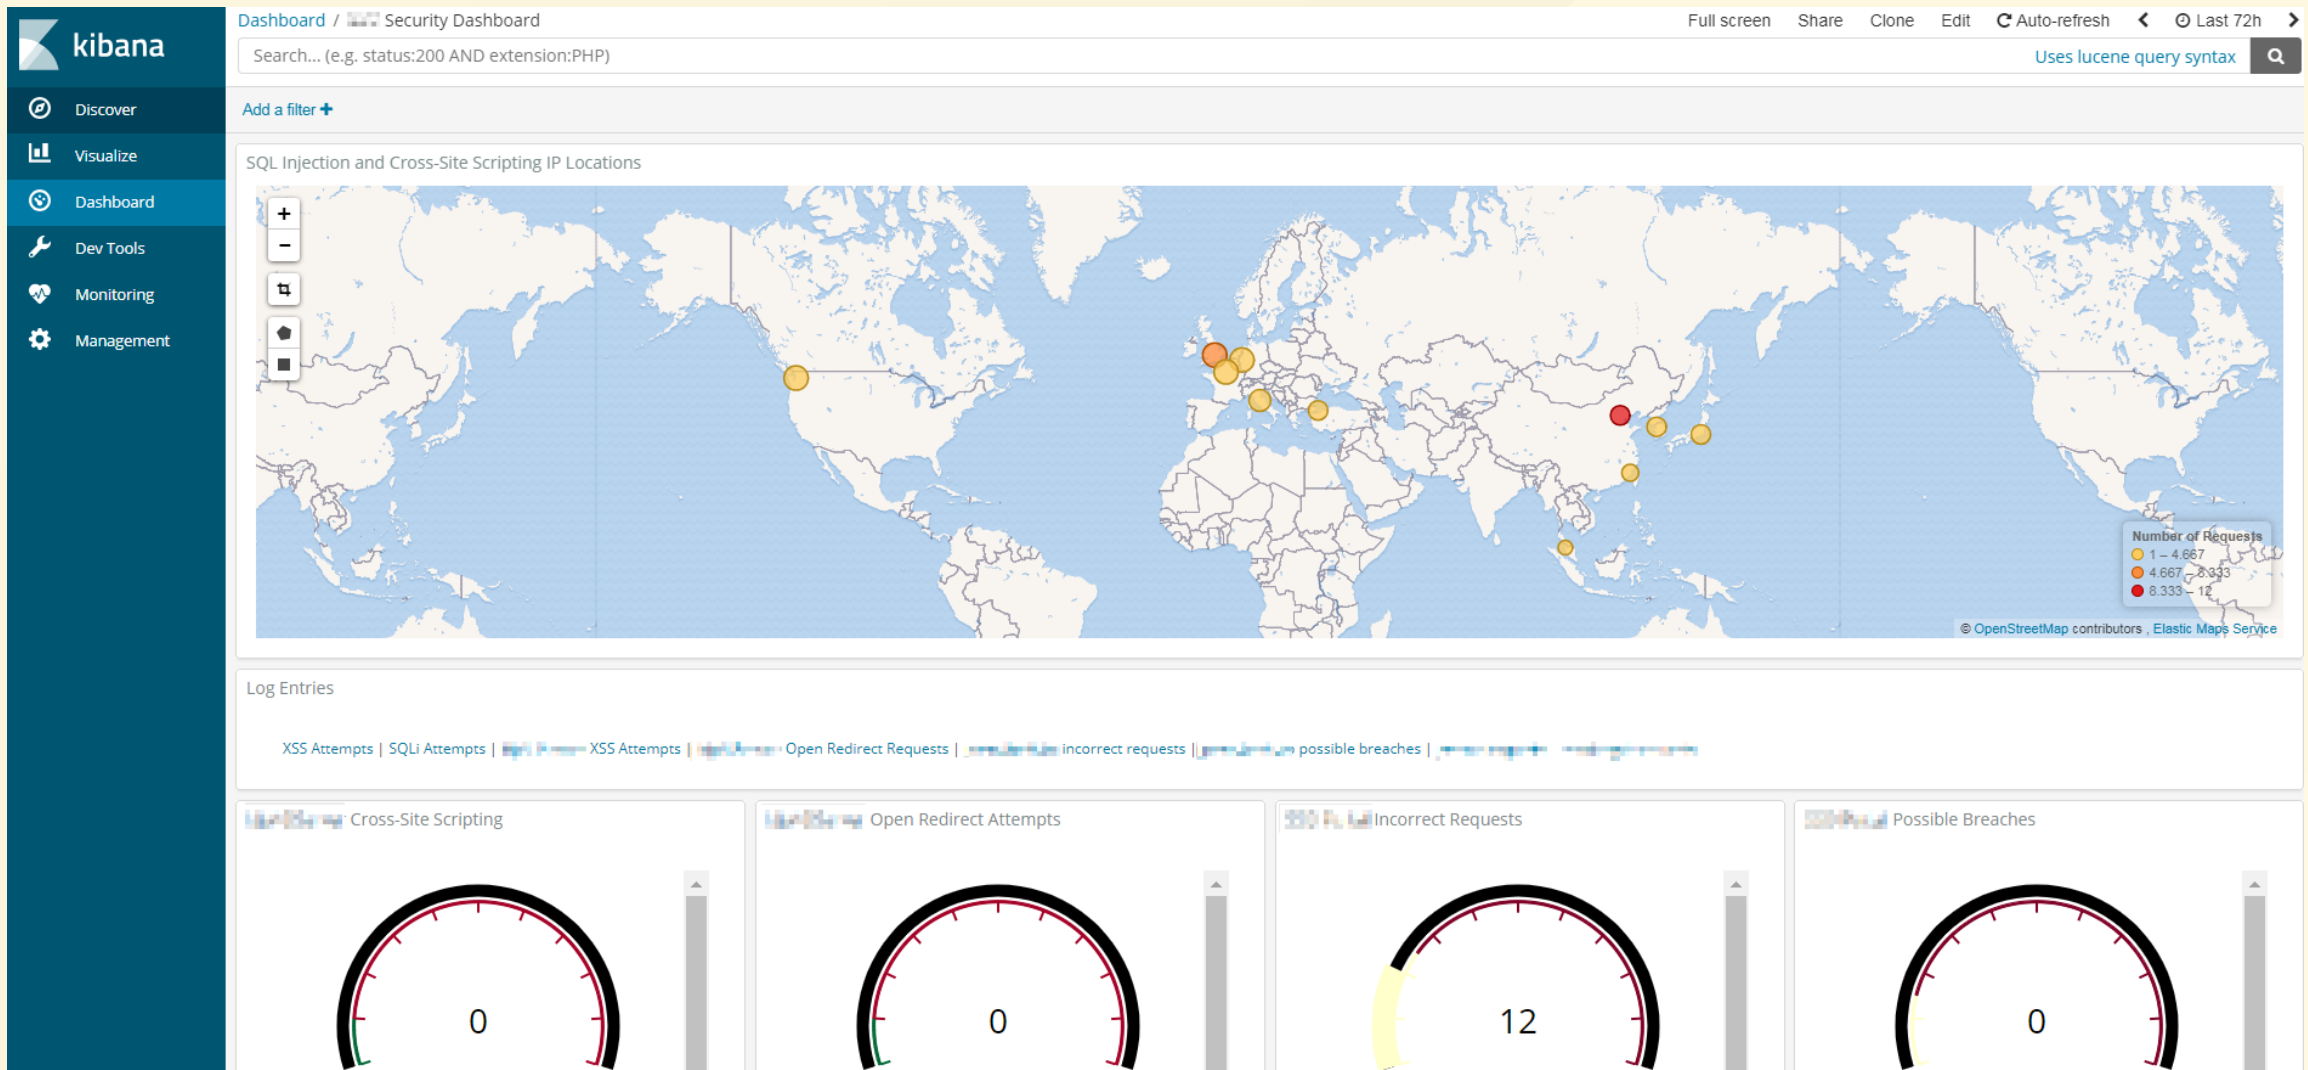 kibana
Dashboard / Security Dashboard
Full screen Share Clone Edit Auto-refresh Last 72h
Search... (e.g. status:200 AND extension:PHP)
Uses lucene query syntax
Discover
Visualize
Dashboard
Dev Tools
Monitoring
Management
Add a filter +
SQL Injection and Cross-Site Scripting IP Locations
+
−
Number of Requests
1 – 4.667
4.667 – 8.333
8.333 – 12
© OpenStreetMap contributors , Elastic Maps Service
Log Entries
XSS Attempts | SQLi Attempts | XSS Attempts | Open Redirect Requests | incorrect requests | possible breaches |
Cross-Site Scripting
0
Open Redirect Attempts
0
Incorrect Requests
12
Possible Breaches
0